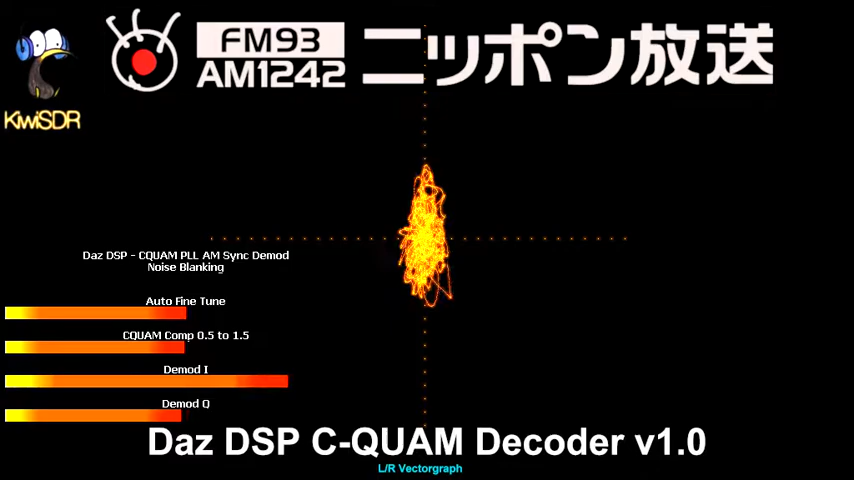 KiwiSDR
FM93
AM1242
ニッポン放送
Daz DSP - CQUAM PLL AM Sync Demod
Noise Blanking
Auto Fine Tune
CQUAM Comp 0.5 to 1.5
Demod I
Demod Q
Daz DSP C-QUAM Decoder v1.0
L/R Vectorgraph